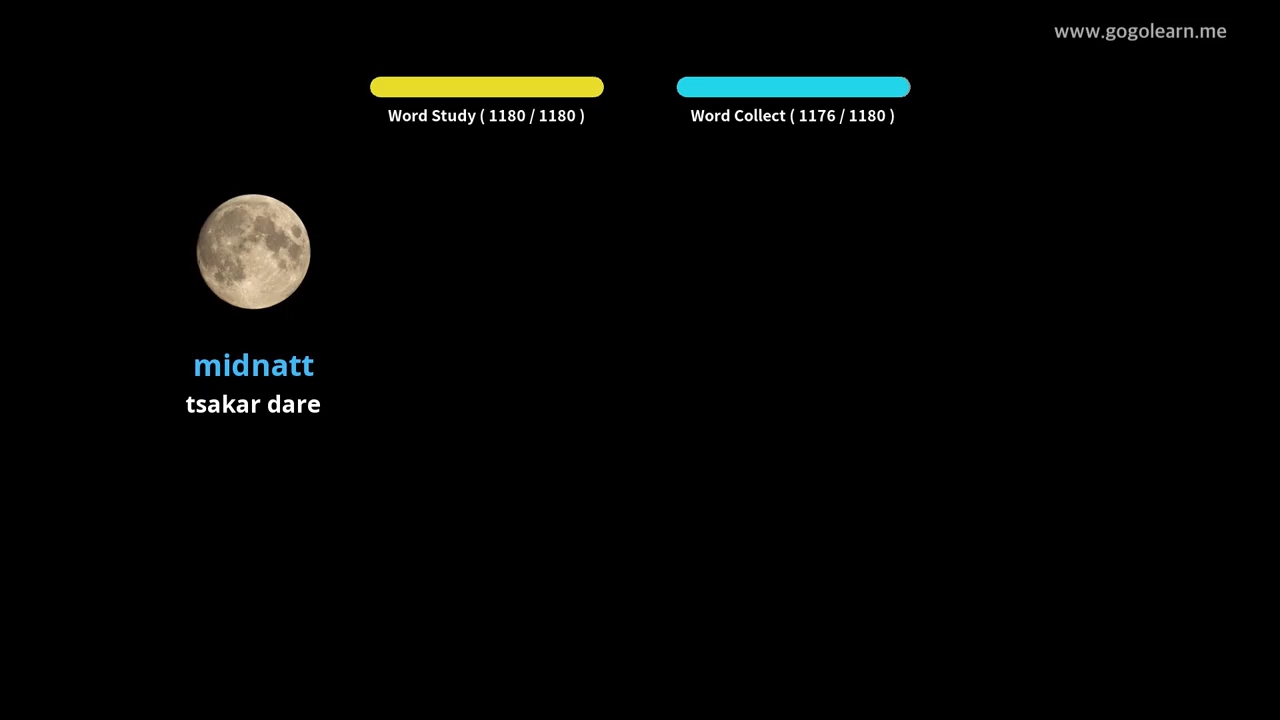 www.gogolearn.me
Word Study ( 1180 / 1180 )
Word Collect ( 1176 / 1180 )
midnatt
tsakar dare